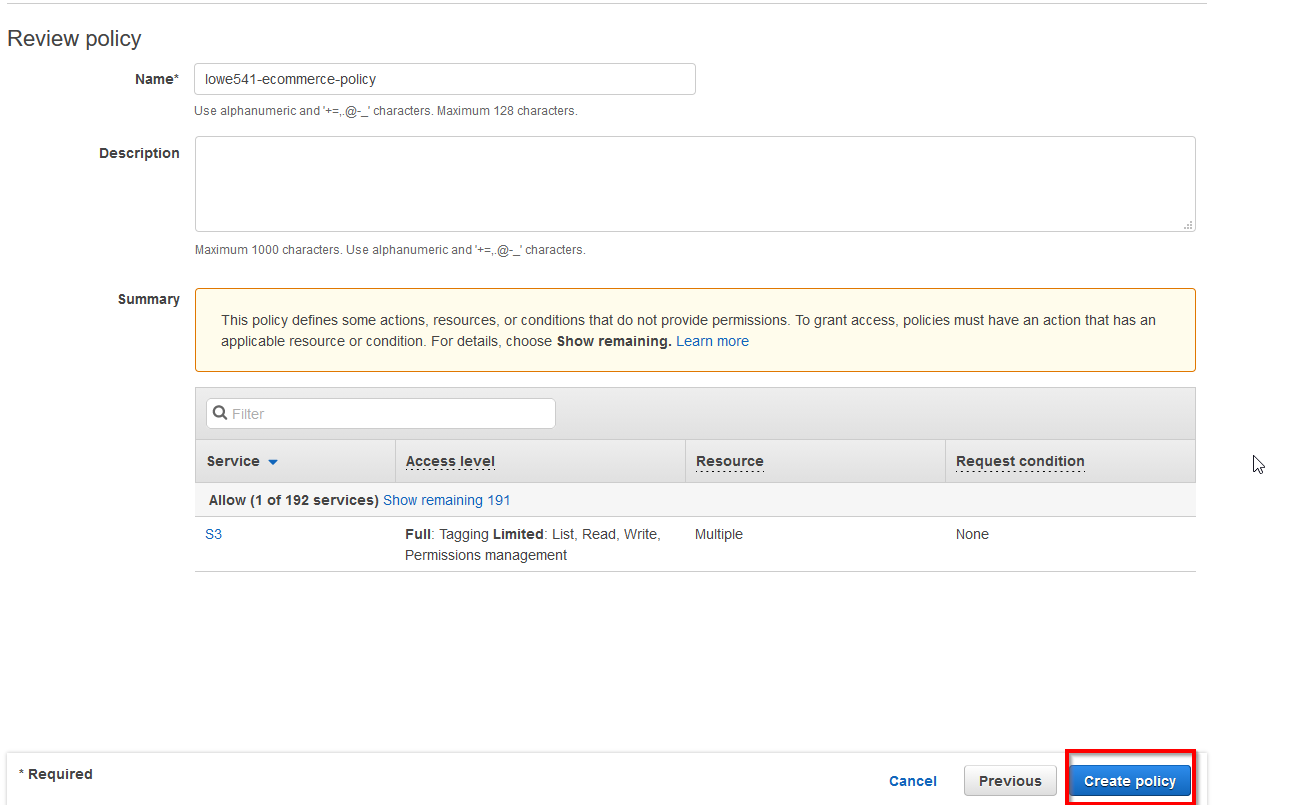 Review policy
Name*
lowe541-ecommerce-policy
Use alphanumeric and '+=,.@-_' characters. Maximum 128 characters.
Description
Maximum 1000 characters. Use alphanumeric and '+=,.@-_' characters.
Summary
This policy defines some actions, resources, or conditions that do not provide permissions. To grant access, policies must have an action that has an
applicable resource or condition. For details, choose Show remaining. Learn more
Filter
Service Access level Resource Request condition
Allow (1 of 192 services) Show remaining 191
S3 Full: Tagging Limited: List, Read, Write, Multiple None
Permissions management
* Required Cancel Previous Create policy